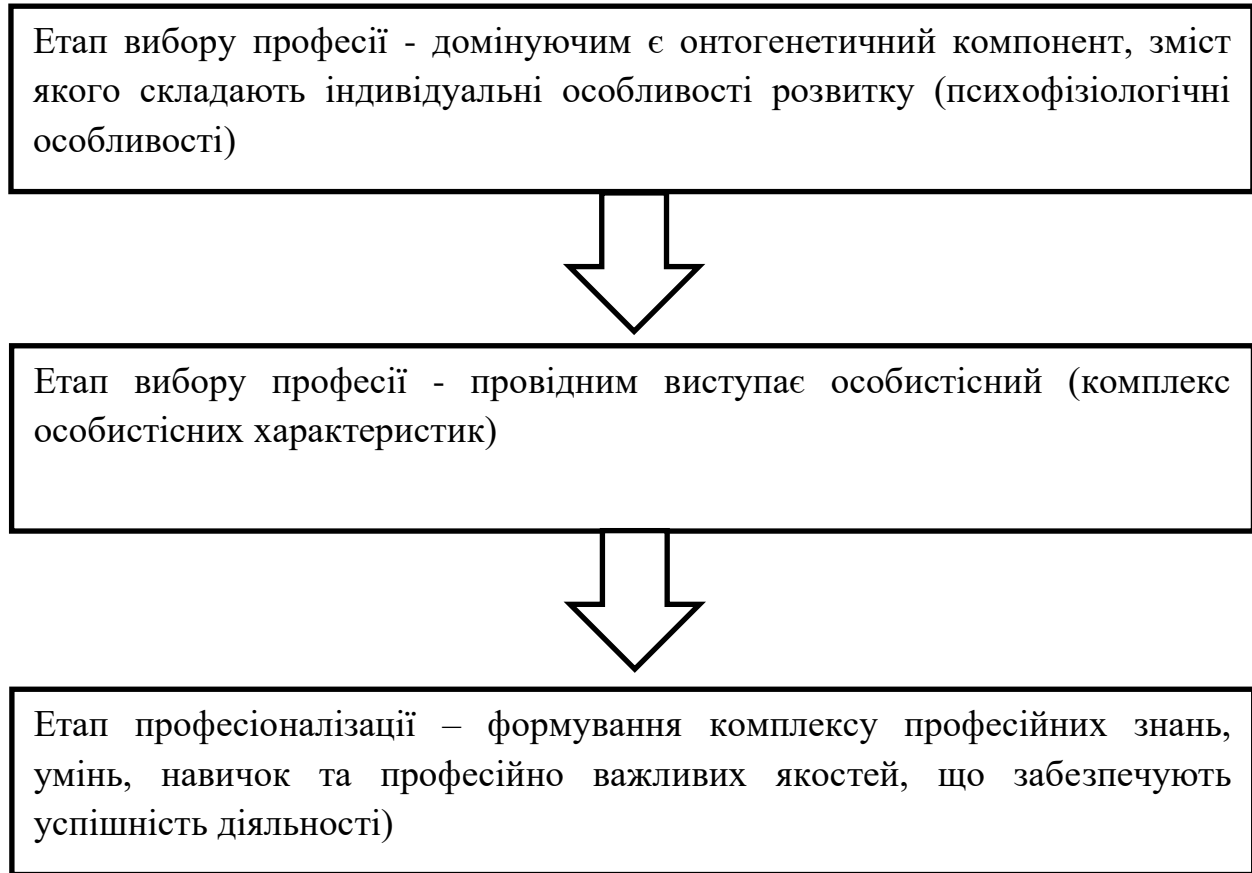 Етап вибору професії - домінуючим є онтогенетичний компонент, зміст
якого складають індивідуальні особливості розвитку (психофізіологічні
особливості)
Етап вибору професії - провідним виступає особистісний (комплекс
особистісних характеристик)
Етап професіоналізації – формування комплексу професійних знань,
умінь, навичок та професійно важливих якостей, що забезпечують
успішність діяльності)